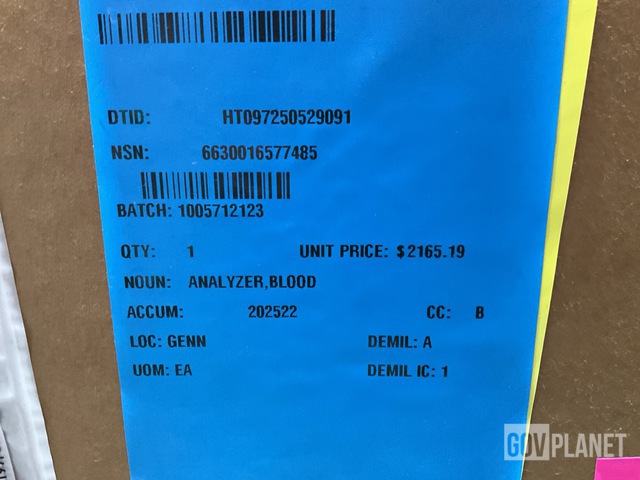 DTID: HT097250529091
NSN: 6630016577485
BATCH: 1005712123
QTY: 1 UNIT PRICE: $2165.19
NOUN: ANALYZER,BLOOD
ACCUM: 202522 CC: B
LOC: GENN DEMIL: A
UOM: EA DEMIL IC: 1
GOVPLANET